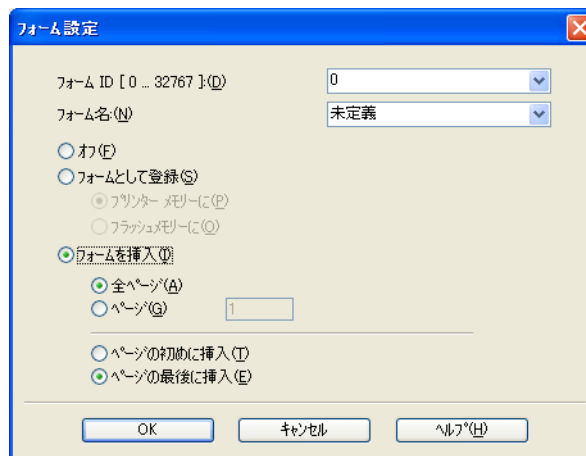 フォーム設定
フォーム ID [ 0 ... 32767 ]:(D) 0
フォーム名:(N) 未定義
オフ(F)
フォームとして登録(S)
プリンター メモリーに(P)
フラッシュメモリーに(O)
フォームを挿入(I)
全ページ(A)
ページ(G) 1
ページの初めに挿入(T)
ページの最後に挿入(E)
OK キャンセル ヘルプ(H)